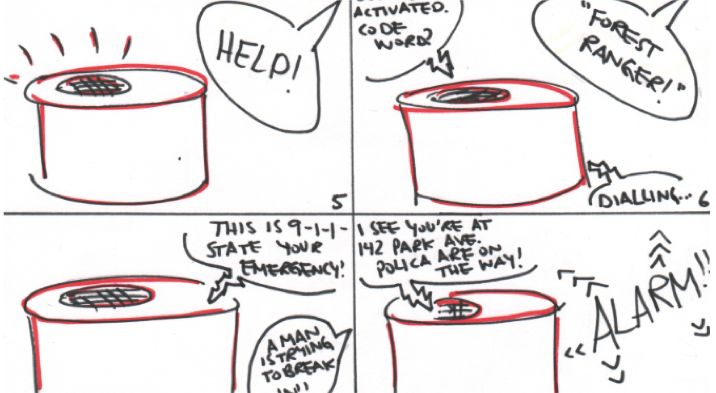 HELP!
5
ACTIVATED.
CODE
WORD?
"FOREST
RANGER!"
DIALLING...
6
THIS IS 9-1-1-
STATE YOUR
EMERGENCY!
A MAN
IS TRYING
TO BREAK
IN!!
I SEE YOU'RE AT
142 PARK AVE.
POLICA ARE ON
THE WAY!
ALARM!!